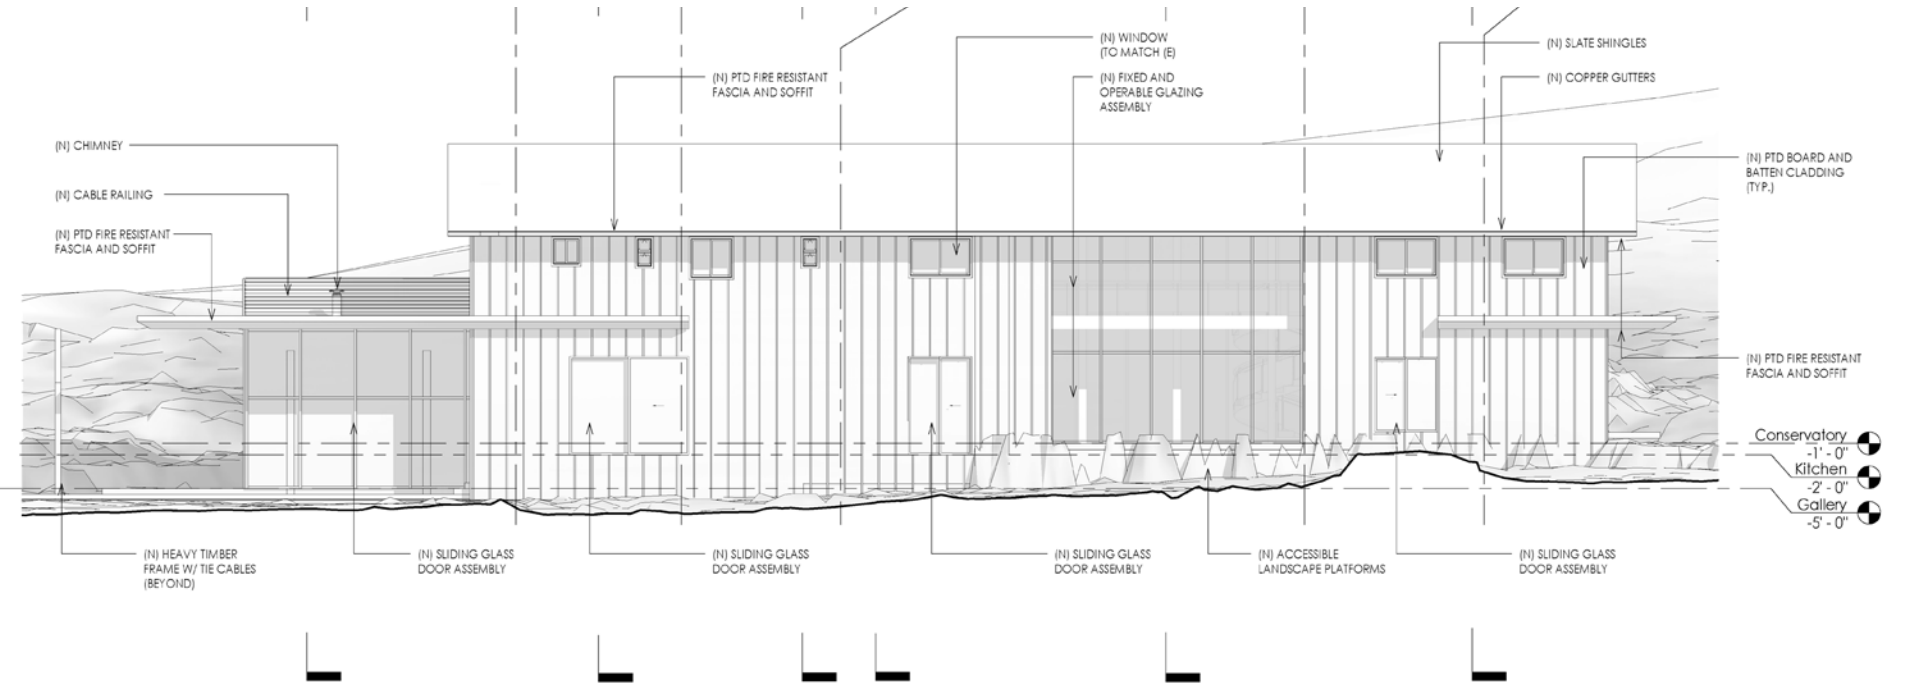 (N) WINDOW
(TO MATCH (E)
(N) SLATE SHINGLES
(N) PTD FIRE RESISTANT
FASCIA AND SOFFIT
(N) FIXED AND
OPERABLE GLAZING
ASSEMBLY
(N) COPPER GUTTERS
(N) CHIMNEY
(N) PTD BOARD AND
BATTEN CLADDING
(TYP.)
(N) CABLE RAILING
(N) PTD FIRE RESISTANT
FASCIA AND SOFFIT
(N) PTD FIRE RESISTANT
FASCIA AND SOFFIT
Conservatory
-1' - 0"
Kitchen
-2' - 0"
Gallery
-5' - 0"
(N) HEAVY TIMBER
FRAME W/ TIE CABLES
(BEYOND)
(N) SLIDING GLASS
DOOR ASSEMBLY
(N) SLIDING GLASS
DOOR ASSEMBLY
(N) SLIDING GLASS
DOOR ASSEMBLY
(N) ACCESSIBLE
LANDSCAPE PLATFORMS
(N) SLIDING GLASS
DOOR ASSEMBLY